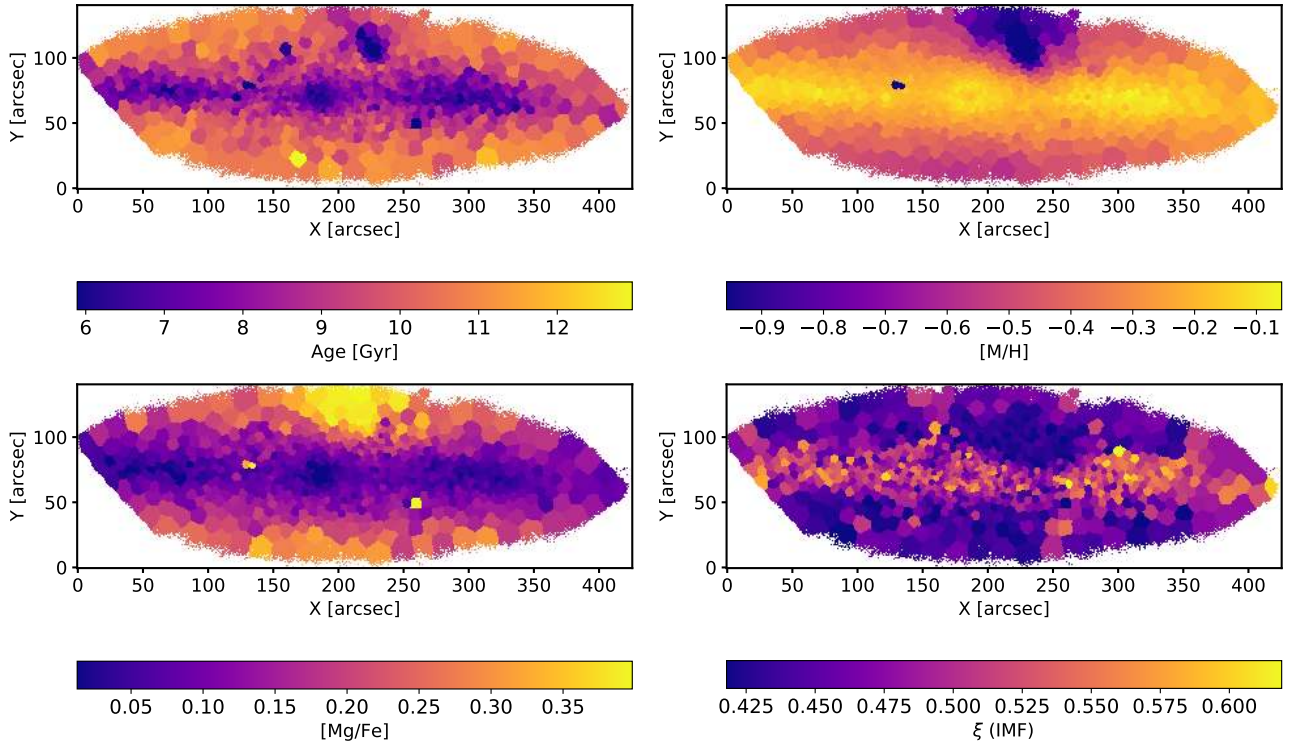 Y [arcsec]
100
50
0
0 50 100 150 200 250 300 350 400
X [arcsec]
6 7 8 9 10 11 12
Age [Gyr]
Y [arcsec]
100
50
0
0 50 100 150 200 250 300 350 400
X [arcsec]
−0.9 −0.8 −0.7 −0.6 −0.5 −0.4 −0.3 −0.2 −0.1
[M/H]
Y [arcsec]
100
50
0
0 50 100 150 200 250 300 350 400
X [arcsec]
0.05 0.10 0.15 0.20 0.25 0.30 0.35
[Mg/Fe]
Y [arcsec]
100
50
0
0 50 100 150 200 250 300 350 400
X [arcsec]
0.425 0.450 0.475 0.500 0.525 0.550 0.575 0.600
ξ (IMF)